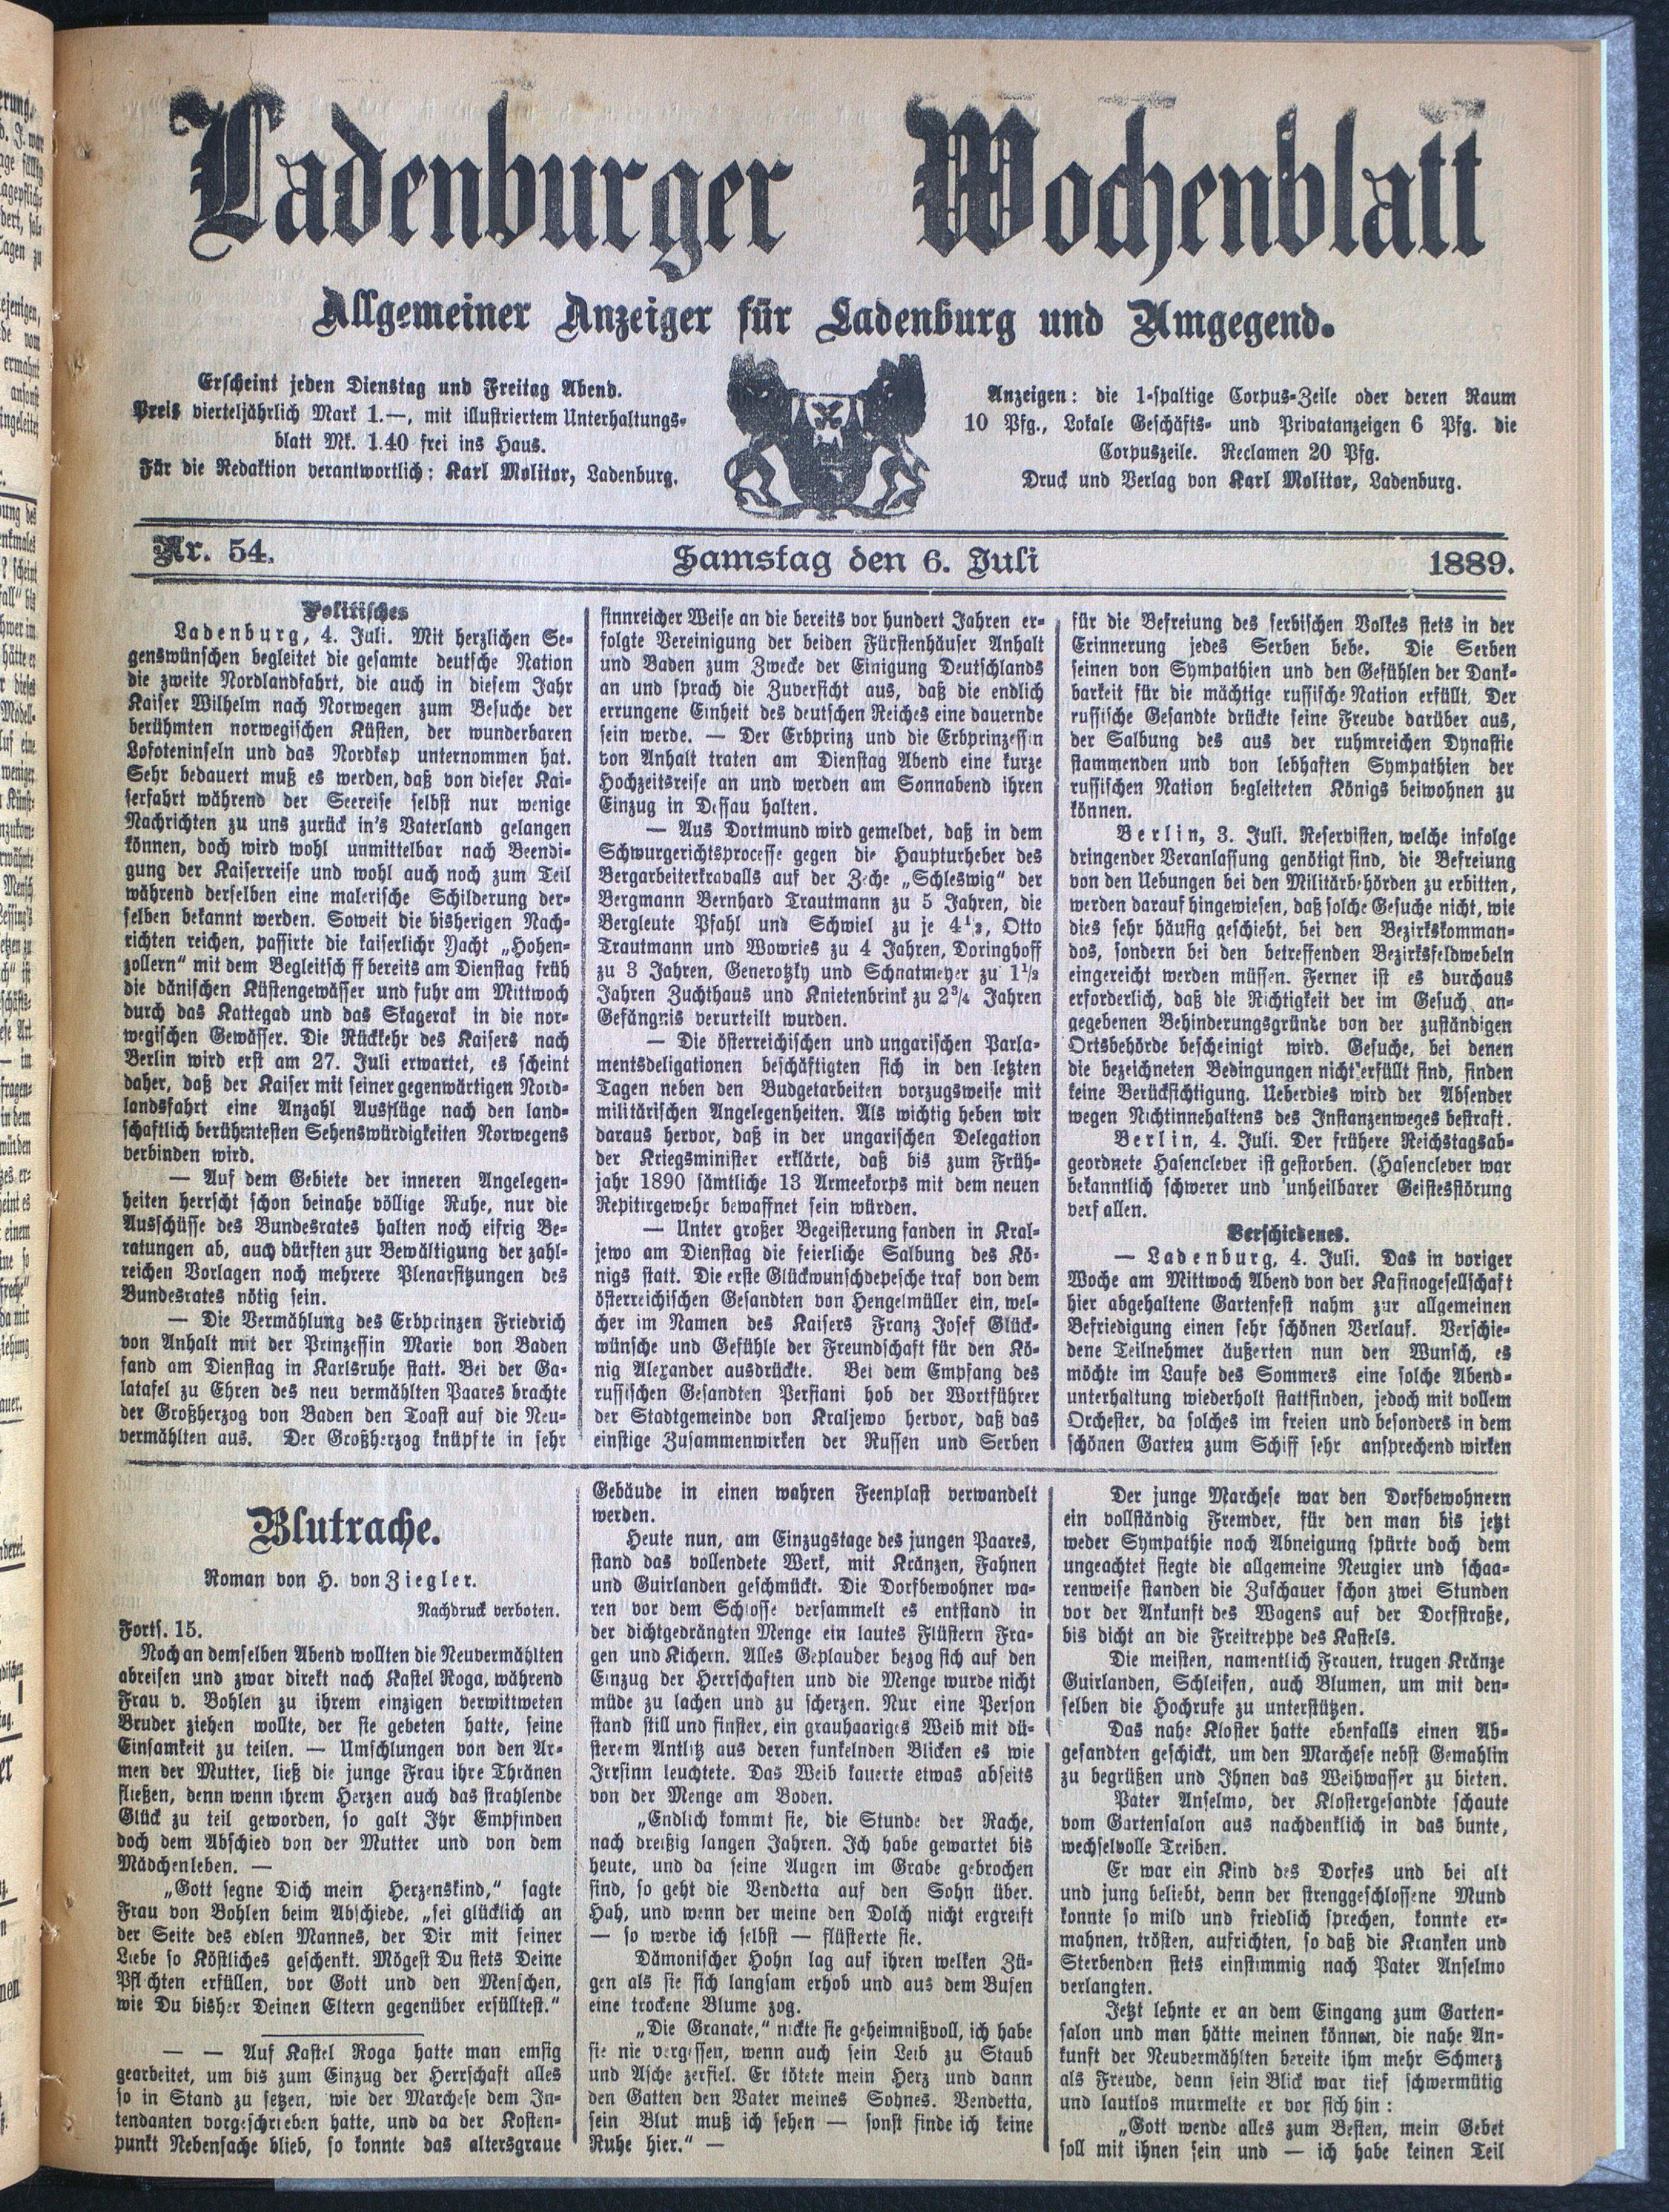 Ladenburger Wochenblatt
Allgemeiner Anzeiger für Ladenburg und Umgegend.
Erscheint jeden Dienstag und Freitag Abend.
Preis vierteljährlich Mark 1.—, mit illustriertem Unterhaltungs-
blatt Mk. 1.40 frei ins Haus.
Für die Redaktion verantwortlich: Karl Molitor, Ladenburg.
Anzeigen: die 1-spaltige Corpus-Zeile oder deren Raum
10 Pfg., Lokale Geschäfts- und Privatanzeigen 6 Pfg. die
Corpuszeile. Reclamen 20 Pfg.
Druck und Verlag von Karl Molitor, Ladenburg.
Nr. 54.
Samstag den 6. Juli
1889.
Politisches
Ladenburg, 4. Juli. Mit herzlichen Se-
genswünschen begleitet die gesamte deutsche Nation
die zweite Nordlandfahrt, die auch in diesem Jahr
Kaiser Wilhelm nach Norwegen zum Besuche der
berühmten norwegischen Küsten, der wunderbaren
Lofoteninseln und das Nordkap unternommen hat.
Sehr bedauert muß es werden, daß von dieser Kai-
serfahrt während der Seereise selbst nur wenige
Nachrichten zu uns zurück in's Vaterland gelangen
können, doch wird wohl unmittelbar nach Beendi-
gung der Kaiserreise und wohl auch noch zum Teil
während derselben eine malerische Schilderung der-
selben bekannt werden. Soweit die bisherigen Nach-
richten reichen, passirte die kaiserlichr Yacht „Hohen-
zollern" mit dem Begleitsch ff bereits am Dienstag früh
die dänischen Küstengewässer und fuhr am Mittwoch
durch das Kattegad und das Skagerak in die nor-
wegischen Gewässer. Die Rückkehr des Kaisers nach
Berlin wird erst am 27. Juli erwartet, es scheint
daher, daß der Kaiser mit seiner gegenwärtigen Nord-
landsfahrt eine Anzahl Ausflüge nach den land-
schaftlich berühmtesten Sehenswürdigkeiten Norwegens
verbinden wird.
— Auf dem Gebiete der inneren Angelegen-
heiten herrscht schon beinahe völlige Ruhe, nur die
Ausschüsse des Bundesrates halten noch eifrig Be-
ratungen ab, auch dürften zur Bewältigung der zahl-
reichen Vorlagen noch mehrere Plenarsitzungen des
Bundesrates nötig sein.
— Die Vermählung des Erbprinzen Friedrich
von Anhalt mit der Prinzessin Marie von Baden
fand am Dienstag in Karlsruhe statt. Bei der Ga-
latafel zu Ehren des neu vermählten Paares brachte
der Großherzog von Baden den Toast auf die Neu-
vermählten aus. Der Großherzog knüpfte in sehr
sinnreicher Weise an die bereits vor hundert Jahren er-
folgte Vereinigung der beiden Fürstenhäuser Anhalt
und Baden zum Zwecke der Einigung Deutschlands
an und sprach die Zuversicht aus, daß die endlich
errungene Einheit des deutschen Reiches eine dauernde
sein werde. — Der Erbprinz und die Erbprinzessin
von Anhalt traten am Dienstag Abend eine kurze
Hochzeitsreise an und werden am Sonnabend ihren
Einzug in Dessau halten.
— Aus Dortmund wird gemeldet, daß in dem
Schwurgerichtsprocesse gegen die Haupturheber des
Bergarbeiterkravalls auf der Zeche „Schleswig" der
Bergmann Bernhard Trautmann zu 5 Jahren, die
Bergleute Pfahl und Schwiel zu je 4½, Otto
Trautmann und Wowries zu 4 Jahren, Doringhoff
zu 3 Jahren, Generotzky und Schnatmeyer zu 1½
Jahren Zuchthaus und Knietenbrink zu 2¾ Jahren
Gefängnis verurteilt wurden.
— Die österreichischen und ungarischen Parla-
mentsdeligationen beschäftigten sich in den letzten
Tagen neben den Budgetarbeiten vorzugsweise mit
militärischen Angelegenheiten. Als wichtig heben wir
daraus hervor, daß in der ungarischen Delegation
der Kriegsminister erklärte, daß bis zum Früh-
jahr 1890 sämtliche 13 Armeekorps mit dem neuen
Repitirgewehr bewaffnet sein würden.
— Unter großer Begeisterung fanden in Kral-
jewo am Dienstag die feierliche Salbung des Kö-
nigs statt. Die erste Glückwunschdepesche traf von dem
österreichischen Gesandten von Hengelmüller ein, wel-
cher im Namen des Kaisers Franz Josef Glück-
wünsche und Gefühle der Freundschaft für den Kö-
nig Alexander ausdrückte. Bei dem Empfang des
russischen Gesandten Persiani hob der Wortführer
der Stadtgemeinde von Kraljewo hervor, daß das
einstige Zusammenwirken der Russen und Serben
für die Befreiung des serbischen Volkes stets in der
Erinnerung jedes Serben bebe. Die Serben
seinen von Sympathien und den Gefühlen der Dank-
barkeit für die mächtige russische Nation erfüllt. Der
russische Gesandte drückte seine Freude darüber aus,
der Salbung des aus der ruhmreichen Dynastie
stammenden und von lebhaften Sympathien der
russischen Nation begleiteten Königs beiwohnen zu
können.
Berlin, 3. Juli. Reservisten, welche infolge
dringender Veranlassung genötigt sind, die Befreiung
von den Uebungen bei den Militärbehörden zu erbitten,
werden darauf hingewiesen, daß solche Gesuche nicht, wie
dies sehr häufig geschieht, bei den Bezirkskomman-
dos, sondern bei den betreffenden Bezirksfeldwebeln
eingereicht werden müssen. Ferner ist es durchaus
erforderlich, daß die Richtigkeit der im Gesuch an-
gegebenen Behinderungsgründe von der zuständigen
Ortsbehörde bescheinigt wird. Gesuche, bei denen
die bezeichneten Bedingungen nicht erfüllt sind, finden
keine Berücksichtigung. Ueberdies wird der Absender
wegen Nichtinnehaltens des Instanzenweges bestraft.
Berlin, 4. Juli. Der frühere Reichstagsab-
geordnete Hasenclever ist gestorben. (Hasenclever war
bekanntlich schwerer und unheilbarer Geistesstörung
verfallen.
Verschiedenes.
— Ladenburg, 4. Juli. Das in voriger
Woche am Mittwoch Abend von der Kasinogesellschaft
hier abgehaltene Gartenfest nahm zur allgemeinen
Befriedigung einen sehr schönen Verlauf. Verschie-
dene Teilnehmer äußerten nun den Wunsch, es
möchte im Laufe des Sommers eine solche Abend-
unterhaltung wiederholt stattfinden, jedoch mit vollem
Orchester, da solches im freien und besonders in dem
schönen Garten zum Schiff sehr ansprechend wirken
Blutrache.
Roman von H. von Ziegler.
Nachdruck verboten.
Forts. 15.
Noch an demselben Abend wollten die Neuvermählten
abreisen und zwar direkt nach Kastel Roga, während
Frau v. Bohlen zu ihrem einzigen verwittweten
Bruder ziehen wollte, der sie gebeten hatte, seine
Einsamkeit zu teilen. — Umschlungen von den Ar-
men der Mutter, ließ die junge Frau ihre Thränen
fließen, denn wenn ihrem Herzen auch das strahlende
Glück zu teil geworden, so galt Ihr Empfinden
doch dem Abschied von der Mutter und von dem
Mädchenleben. —
„Gott segne Dich mein Herzenskind," sagte
Frau von Bohlen beim Abschiede, „sei glücklich an
der Seite des edlen Mannes, der Dir mit seiner
Liebe so Köstliches geschenkt. Mögest Du stets Deine
Pfl chten erfüllen, vor Gott und den Menschen,
wie Du bisher Deinen Eltern gegenüber erfülltest."
— — Auf Kastel Roga hatte man emsig
gearbeitet, um bis zum Einzug der Herrschaft alles
so in Stand zu setzen, wie der Marchese dem In-
tendanten vorgeschrieben hatte, und da der Kosten-
punkt Nebensache blieb, so konnte das altersgraue
Gebäude in einen wahren Feenplast verwandelt
werden.
Heute nun, am Einzugstage des jungen Paares,
stand das vollendete Werk, mit Kränzen, Fahnen
und Guirlanden geschmückt. Die Dorfbewohner wa-
ren vor dem Schlosse versammelt es entstand in
der dichtgedrängten Menge ein lautes Flüstern Fra-
gen und Kichern. Alles Geplauder bezog sich auf den
Einzug der Herrschaften und die Menge wurde nicht
müde zu lachen und zu scherzen. Nur eine Person
stand still und finster, ein grauhaariges Weib mit dü-
sterem Antlitz aus deren funkelnden Blicken es wie
Irrsinn leuchtete. Das Weib kauerte etwas abseits
von der Menge am Boden.
„Endlich kommt sie, die Stunde der Rache,
nach dreißig langen Jahren. Ich habe gewartet bis
heute, und da seine Augen im Grabe gebrochen
sind, so geht die Vendetta auf den Sohn über.
Hah, und wenn der meine den Dolch nicht ergreift
— so werde ich selbst — flüsterte sie.
Dämonischer Hohn lag auf ihren welken Zü-
gen als sie sich langsam erhob und aus dem Busen
eine trockene Blume zog.
„Die Granate," nickte sie geheimnißvoll, ich habe
sie nie vergessen, wenn auch sein Leib zu Staub
und Asche zerfiel. Er tötete mein Herz und dann
den Gatten den Vater meines Sohnes. Vendetta,
sein Blut muß ich sehen — sonst finde ich keine
Ruhe hier." —
Der junge Marchese war den Dorfbewohnern
ein vollständig Fremder, für den man bis jetzt
weder Sympathie noch Abneigung spürte doch dem
ungeachtet siegte die allgemeine Neugier und schaa-
renweise standen die Zuschauer schon zwei Stunden
vor der Ankunft des Wagens auf der Dorfstraße,
bis dicht an die Freitreppe des Kastels.
Die meisten, namentlich Frauen, trugen Kränze
Guirlanden, Schleifen, auch Blumen, um mit den-
selben die Hochrufe zu unterstützen.
Das nahe Kloster hatte ebenfalls einen Ab-
gesandten geschickt, um den Marchese nebst Gemahlin
zu begrüßen und Ihnen das Weihwasser zu bieten.
Pater Anselmo, der Klostergesandte schaute
vom Gartensalon aus nachdenklich in das bunte,
wechselvolle Treiben.
Er war ein Kind des Dorfes und bei alt
und jung beliebt, denn der strenggeschlossene Mund
konnte so mild und friedlich sprechen, konnte er-
mahnen, trösten, aufrichten, so daß die Kranken und
Sterbenden stets einstimmig nach Pater Anselmo
verlangten.
Jetzt lehnte er an dem Eingang zum Garten-
salon und man hätte meinen können, die nahe An-
kunft der Neuvermählten bereite ihm mehr Schmerz
als Freude, denn sein Blick war tief schwermütig
und lautlos murmelte er vor sich hin:
„Gott wende alles zum Besten, mein Gebet
soll mit ihnen sein und — ich habe keinen Teil